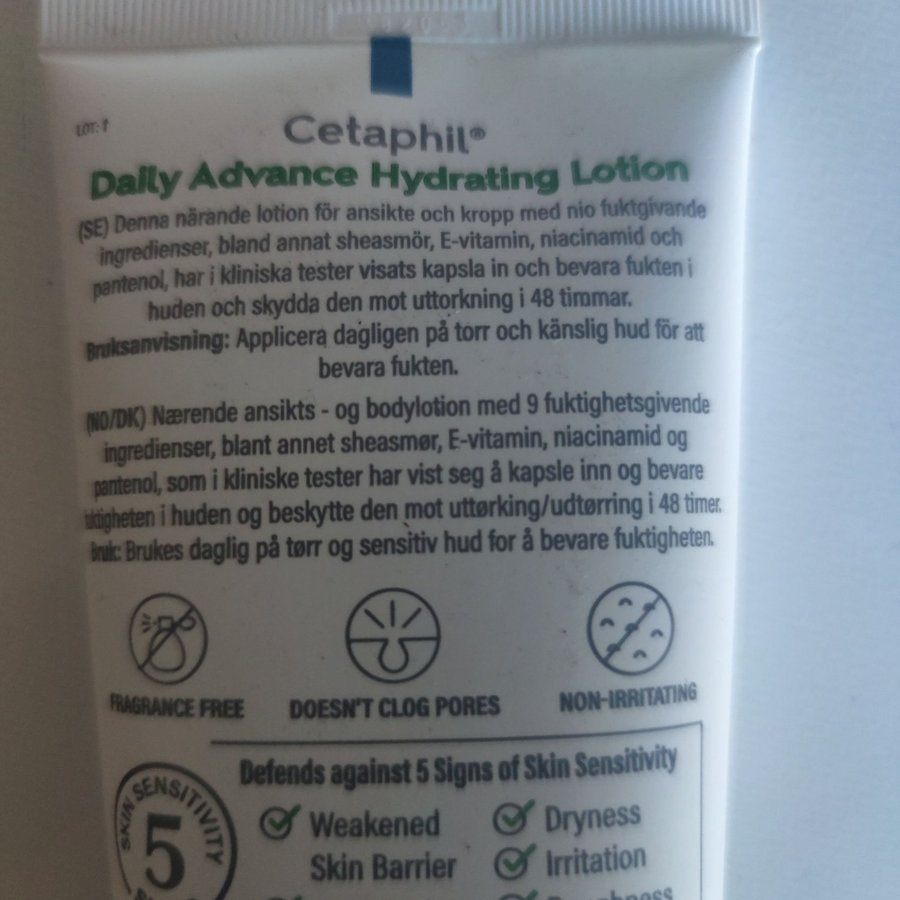 LOT: ↑
Cetaphil®
Daily Advance Hydrating Lotion
(SE) Denna närande lotion för ansikte och kropp med nio fuktgivande
ingredienser, bland annat sheasmör, E-vitamin, niacinamid och
pantenol, har i kliniska tester visats kapsla in och bevara fukten i
huden och skydda den mot uttorkning i 48 timmar.
Bruksanvisning: Applicera dagligen på torr och känslig hud för att
bevara fukten.
(NO/DK) Nærende ansikts - og bodylotion med 9 fuktighetsgivende
ingredienser, blant annet sheasmør, E-vitamin, niacinamid og
pantenol, som i kliniske tester har vist seg å kapsle inn og bevare
fuktigheten i huden og beskytte den mot uttørking/udtørring i 48 timer.
Bruk: Brukes daglig på tørr og sensitiv hud for å bevare fuktigheten.
FRAGRANCE FREE
DOESN'T CLOG PORES
NON-IRRITATING
Defends against 5 Signs of Skin Sensitivity
SKIN SENSITIVITY
5
Weakened
Skin Barrier
Dryness
Irritation